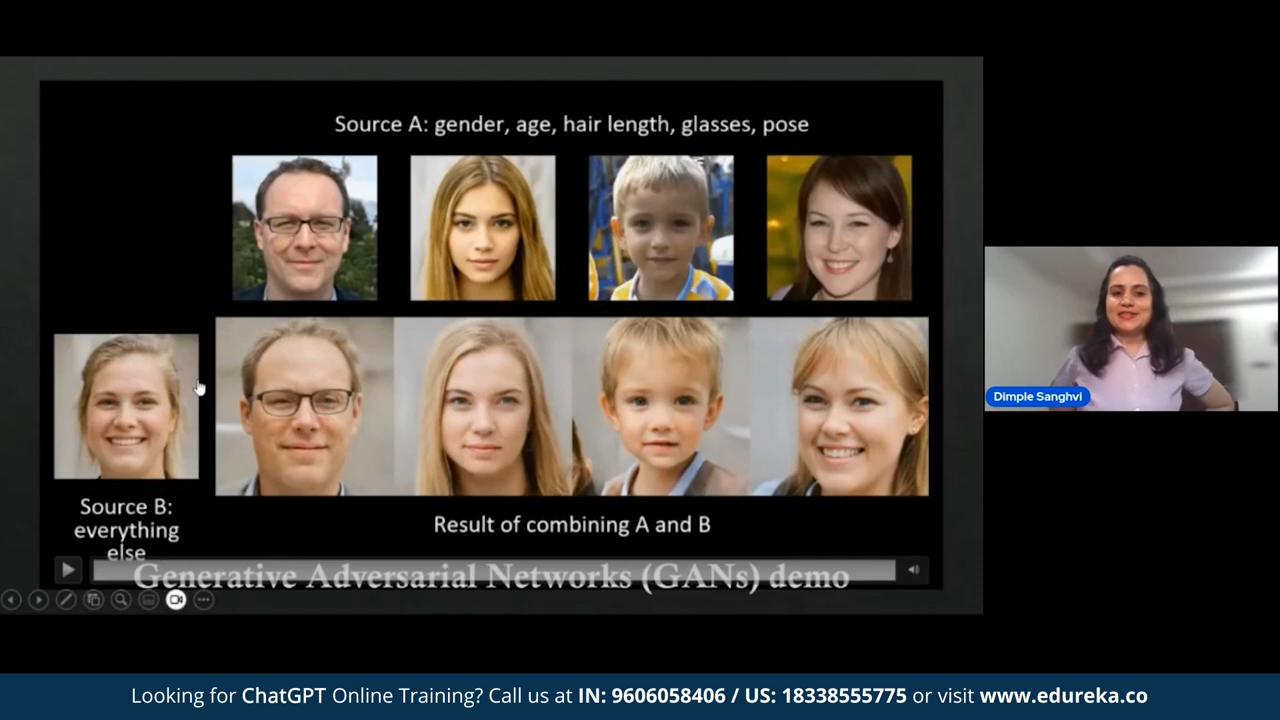 Source A: gender, age, hair length, glasses, pose
Dimple Sanghvi
Source B:
everything
else
Result of combining A and B
Generative Adversarial Networks (GANs) demo
Looking for ChatGPT Online Training? Call us at IN: 9606058406 / US: 18338555775 or visit www.edureka.co